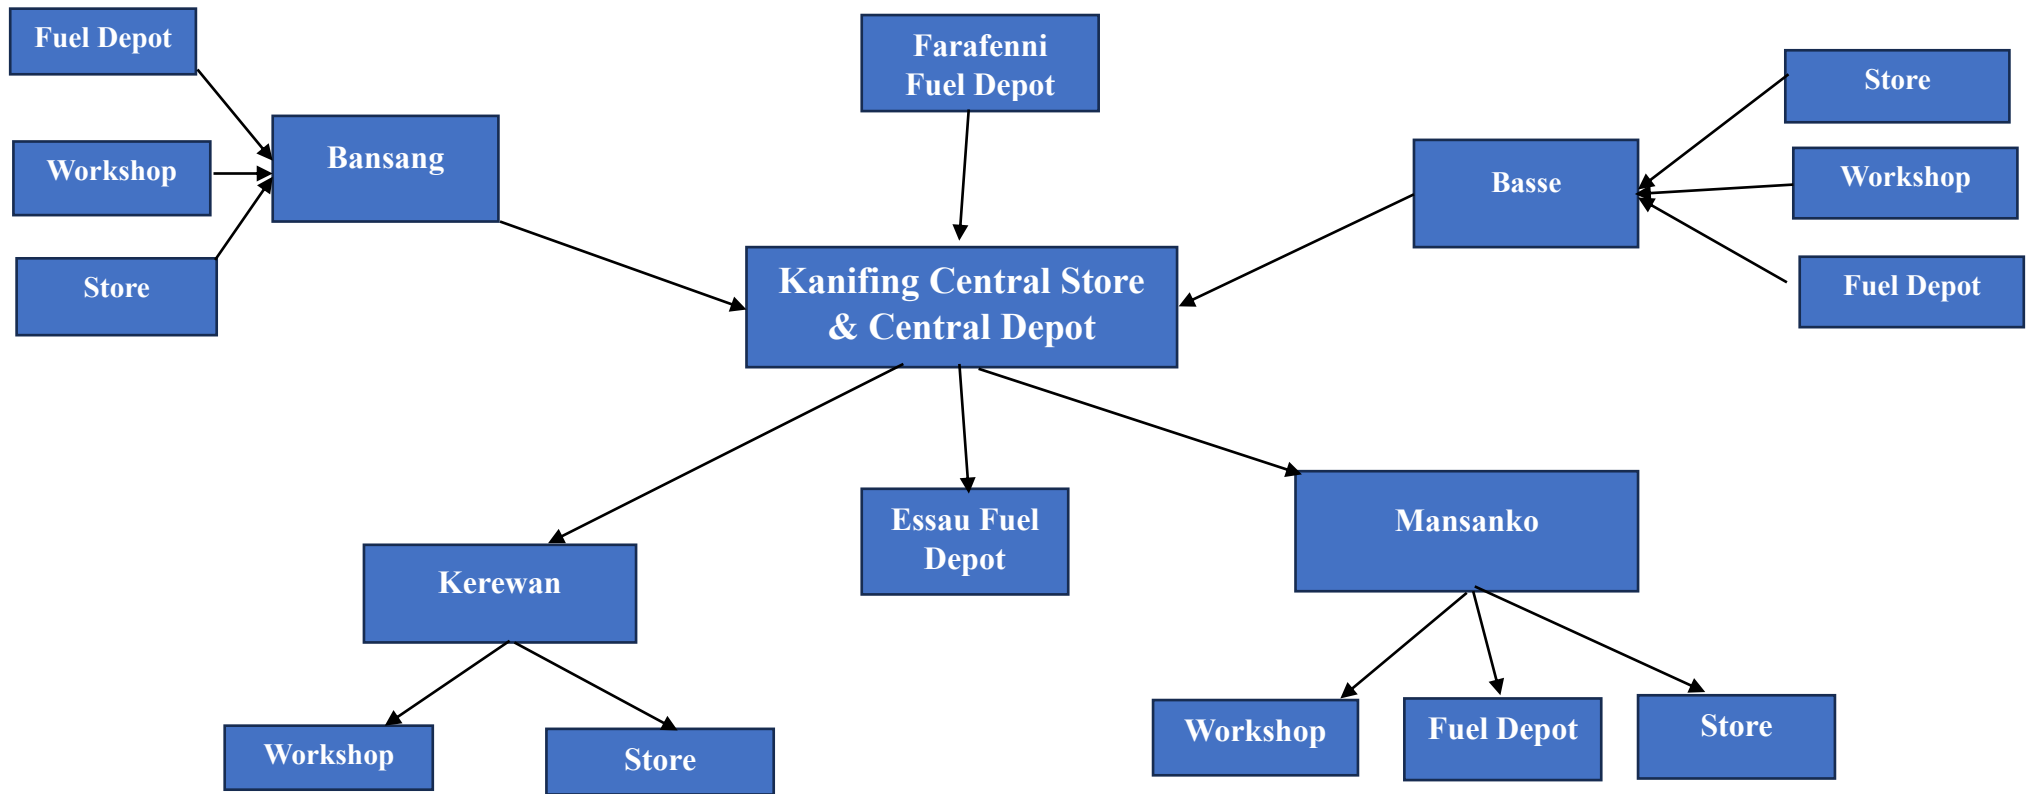 Fuel Depot
Farafenni
Fuel Depot
Store
Bansang
Workshop
Basse
Workshop
Store
Kanifing Central Store
& Central Depot
Fuel Depot
Essau Fuel
Depot
Mansanko
Kerewan
Workshop
Store
Workshop
Fuel Depot
Store